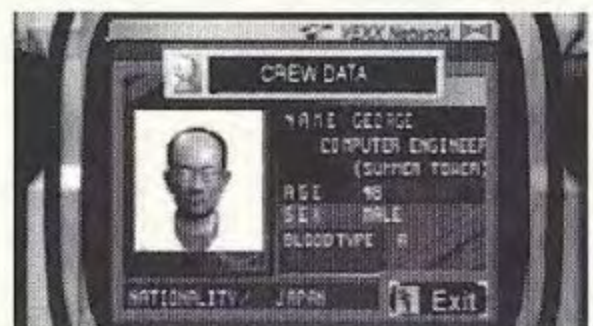 VEXX Network
CREW DATA
NAME GEORGE
COMPUTER ENGINEER
(SUMMER TOWER)
AGE
SEX MALE
BLOODTYPE A
NATIONALITY/ JAPAN
Exit